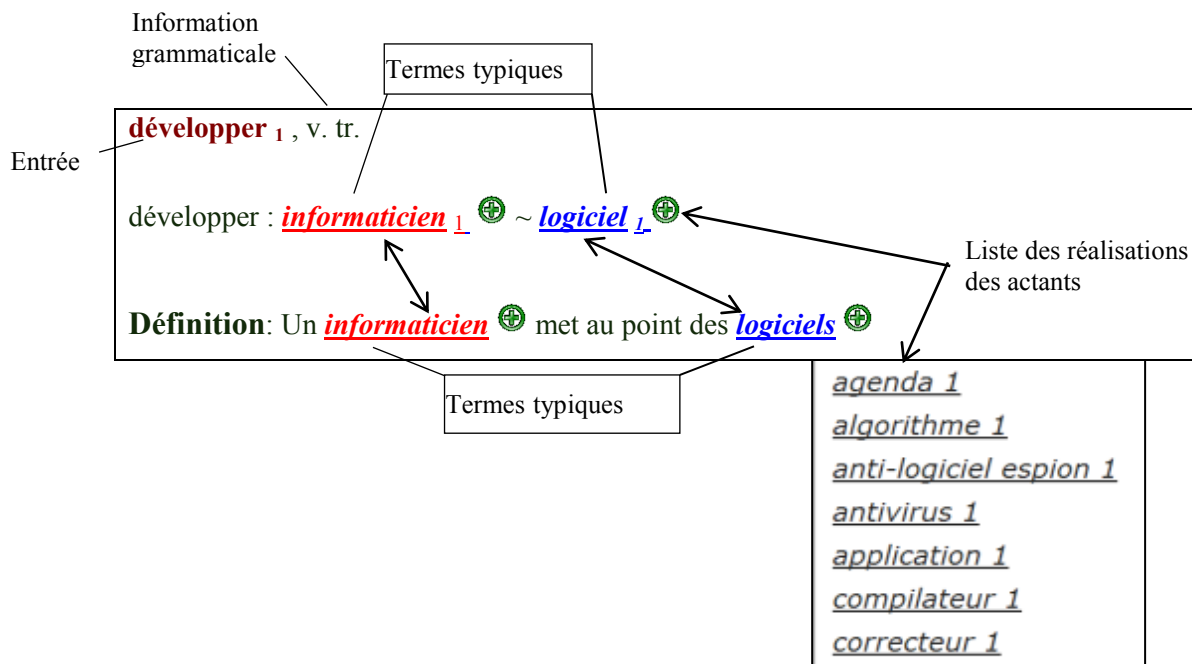 Information
grammaticale
Termes typiques
développer 1 , v. tr.
Entrée
développer : informaticien 1 ~ logiciel 1
Liste des réalisations
des actants
Définition: Un informaticien met au point des logiciels
Termes typiques
agenda 1
algorithme 1
anti-logiciel espion 1
antivirus 1
application 1
compilateur 1
correcteur 1